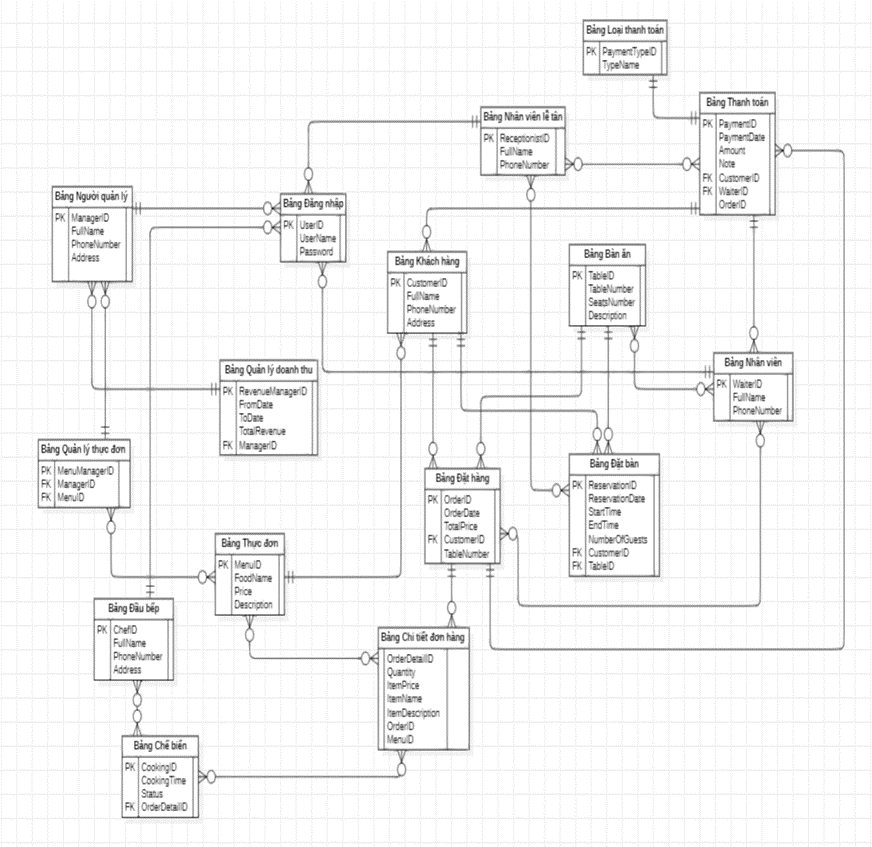 Bảng Loại thanh toán
PK PaymentTypeID
TypeName
Bảng Thanh toán
PK PaymentID
PaymentDate
Amount
Note
FK CustomerID
FK WaiterID
OrderID
Bảng Nhân viên lễ tân
PK ReceptionistID
FullName
PhoneNumber
Bảng Người quản lý
PK ManagerID
FullName
PhoneNumber
Address
Bảng Đăng nhập
PK UserID
UserName
Password
Bảng Khách hàng
PK CustomerID
FullName
PhoneNumber
Address
Bảng Bàn ăn
PK TableID
TableNumber
SeatsNumber
Description
Bảng Nhân viên
PK WaiterID
FullName
PhoneNumber
Bảng Quản lý doanh thu
PK RevenueManagerID
FromDate
ToDate
TotalRevenue
FK ManagerID
Bảng Quản lý thực đơn
PK MenuManagerID
FK ManagerID
FK MenuID
Bảng Đặt hàng
PK OrderID
OrderDate
TotalPrice
FK CustomerID
TableNumber
Bảng Đặt bàn
PK ReservationID
ReservationDate
StartTime
EndTime
NumberOfGuests
FK CustomerID
FK TableID
Bảng Thực đơn
PK MenuID
FoodName
Price
Description
Bảng Đầu bếp
PK ChefID
FullName
PhoneNumber
Address
Bảng Chi tiết đơn hàng
OrderDetailID
Quantity
ItemPrice
ItemName
ItemDescription
OrderID
MenuID
Bảng Chế biến
PK CookingID
CookingTime
Status
FK OrderDetailID